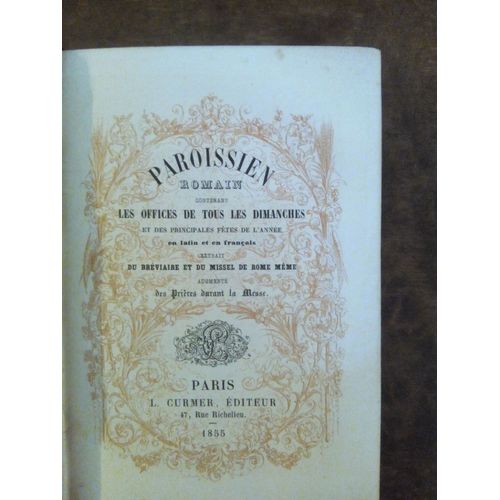 PAROISSIEN
ROMAIN
CONTENANT
LES OFFICES DE TOUS LES DIMANCHES
ET DES PRINCIPALES FÊTES DE L'ANNÉE
en latin et en français
EXTRAIT
DU BRÉVIAIRE ET DU MISSEL DE ROME MÊME
AUGMENTÉ
des Prières durant la Messe.
PARIS
L. CURMER, ÉDITEUR
47, Rue Richelieu.
1855